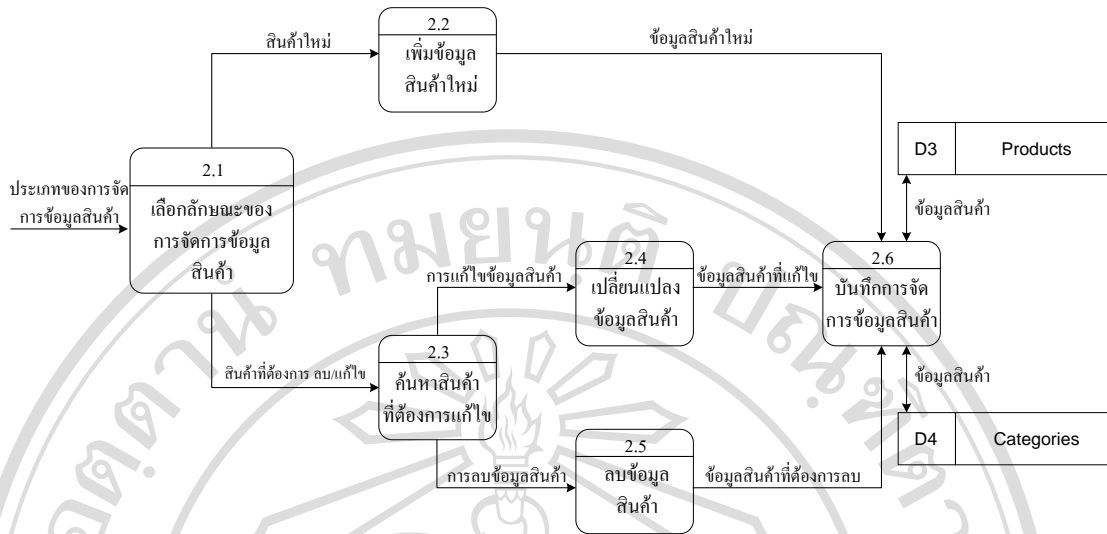 สินค้าใหม่
2.2
เพิ่มข้อมูล
สินค้าใหม่
ข้อมูลสินค้าใหม่
D3 Products
ข้อมูลสินค้า
ประเภทของการจัด
การข้อมูลสินค้า
2.1
เลือกลักษณะของ
การจัดการข้อมูล
สินค้า
การแก้ไขข้อมูลสินค้า
2.4
เปลี่ยนแปลง
ข้อมูลสินค้า
ข้อมูลสินค้าที่แก้ไข
2.6
บันทึกการจัด
การข้อมูลสินค้า
สินค้าที่ต้องการ ลบ/แก้ไข
2.3
ค้นหาสินค้า
ที่ต้องการแก้ไข
ข้อมูลสินค้า
D4 Categories
การลบข้อมูลสินค้า
2.5
ลบข้อมูล
สินค้า
ข้อมูลสินค้าที่ต้องการลบ